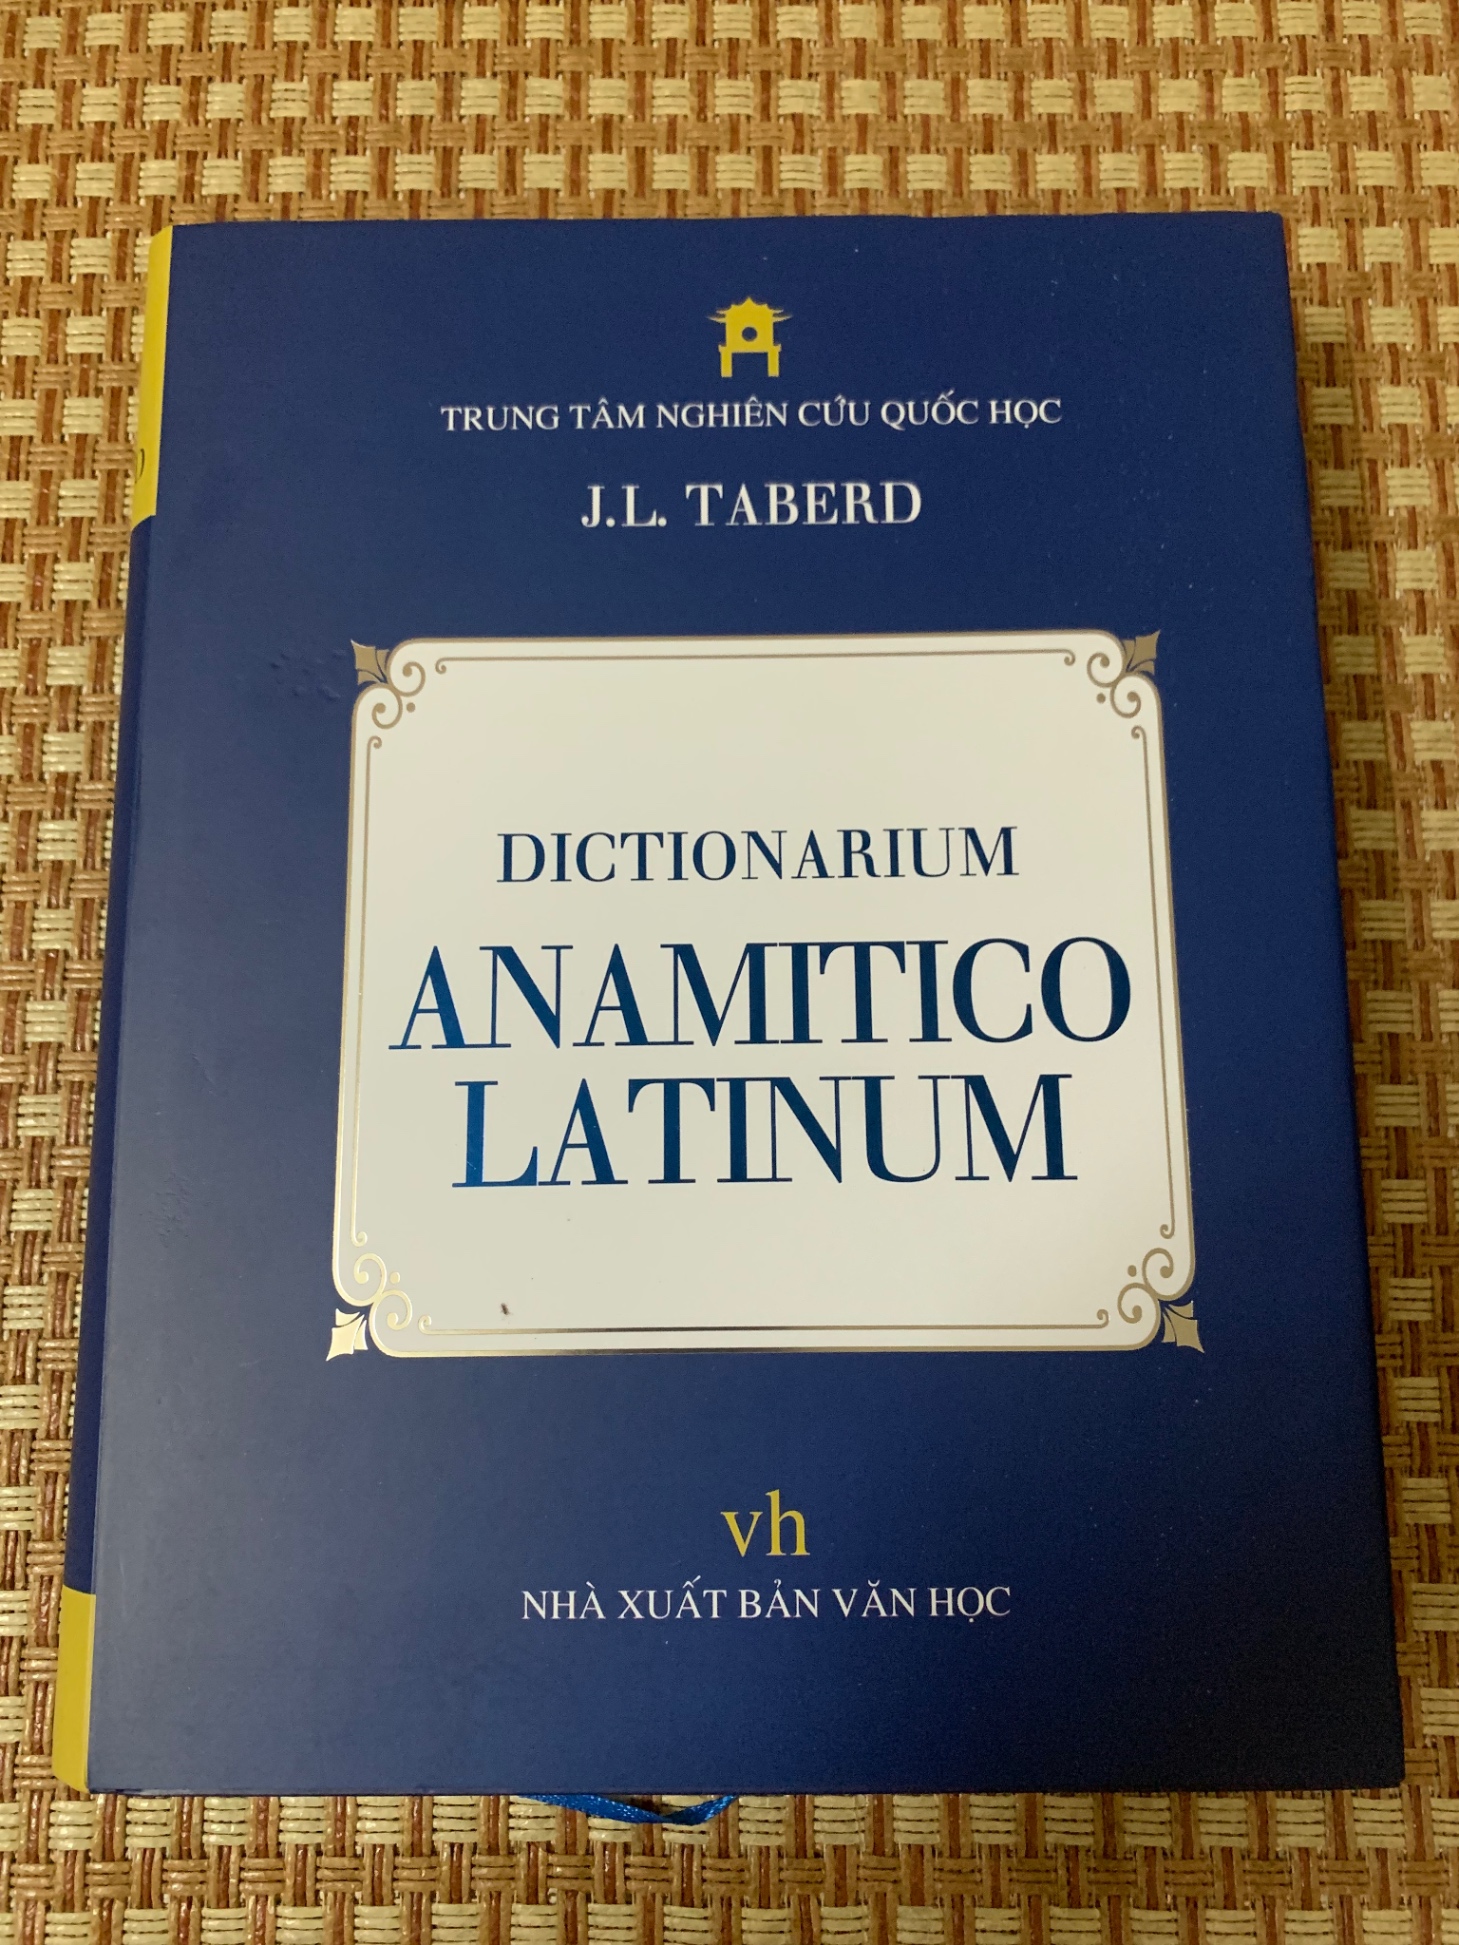 TRUNG TÂM NGHIÊN CỨU QUỐC HỌC
J.L. TABERD
DICTIONARIUM
ANAMITICO
LATINUM
vh
NHÀ XUẤT BẢN VĂN HỌC